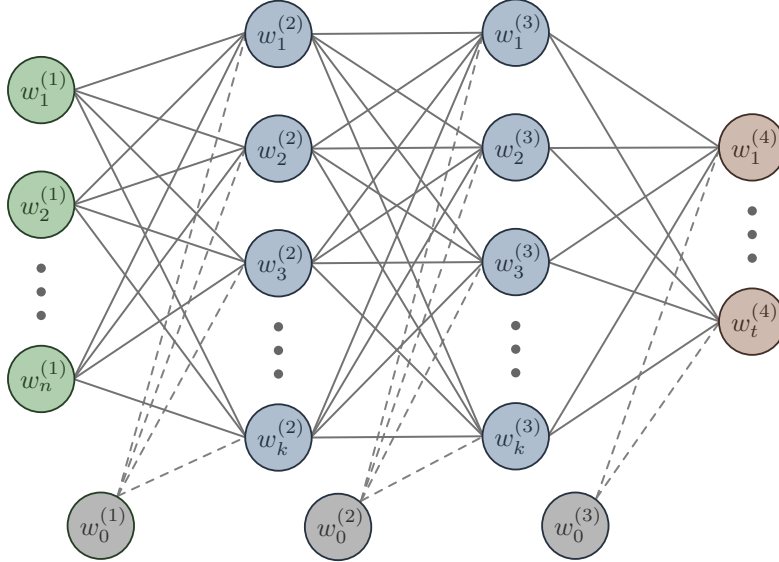 w_1^{(1)}
w_2^{(1)}
w_n^{(1)}
w_0^{(1)}
w_1^{(2)}
w_2^{(2)}
w_3^{(2)}
w_k^{(2)}
w_0^{(2)}
w_1^{(3)}
w_2^{(3)}
w_3^{(3)}
w_k^{(3)}
w_0^{(3)}
w_1^{(4)}
w_t^{(4)}